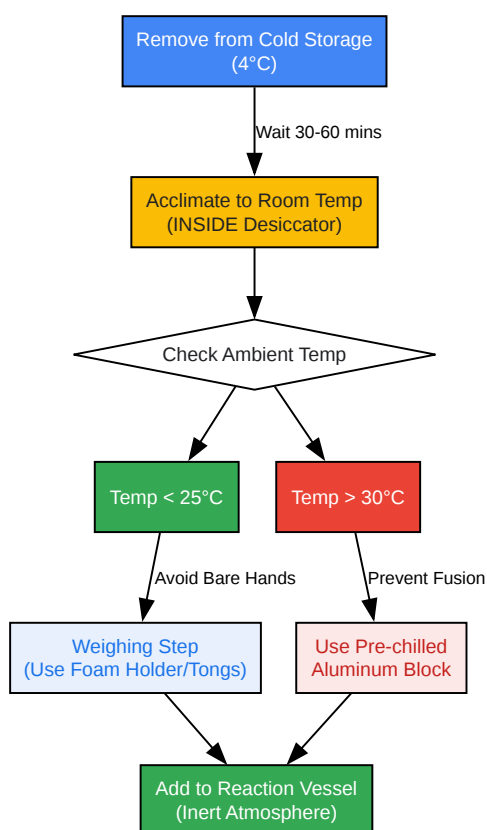 Remove from Cold Storage
(4°C)
Wait 30-60 mins
Acclimate to Room Temp
(INSIDE Desiccator)
Check Ambient Temp
Temp < 25°C
Temp > 30°C
Avoid Bare Hands
Prevent Fusion
Weighing Step
(Use Foam Holder/Tongs)
Use Pre-chilled
Aluminum Block
Add to Reaction Vessel
(Inert Atmosphere)